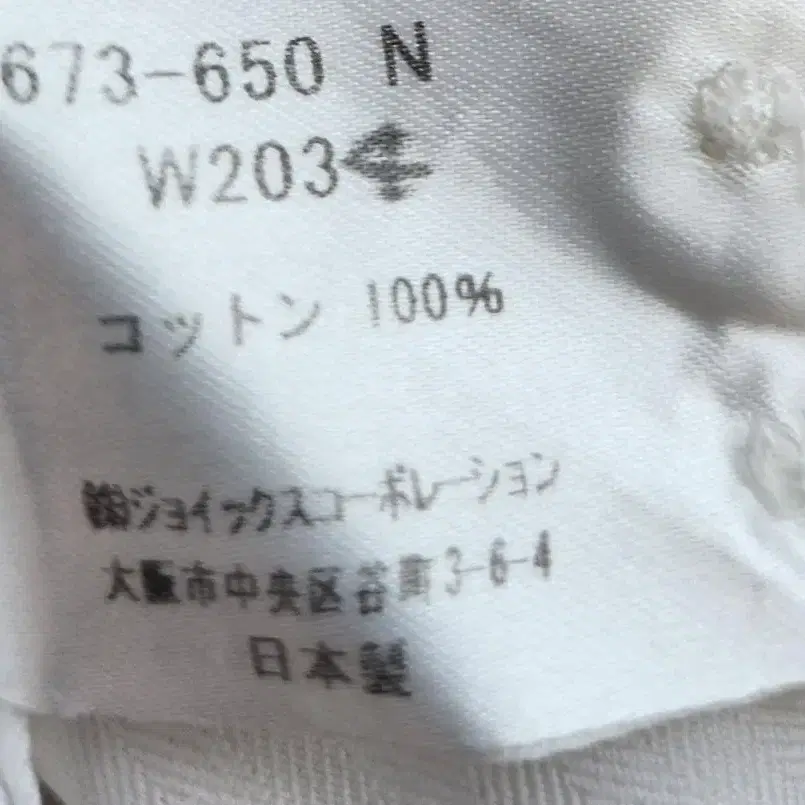 673-650 N
W203
コットン 100%
㈱ジョイックスコーポレーション
大阪市中央区谷町3-6-4
日本製